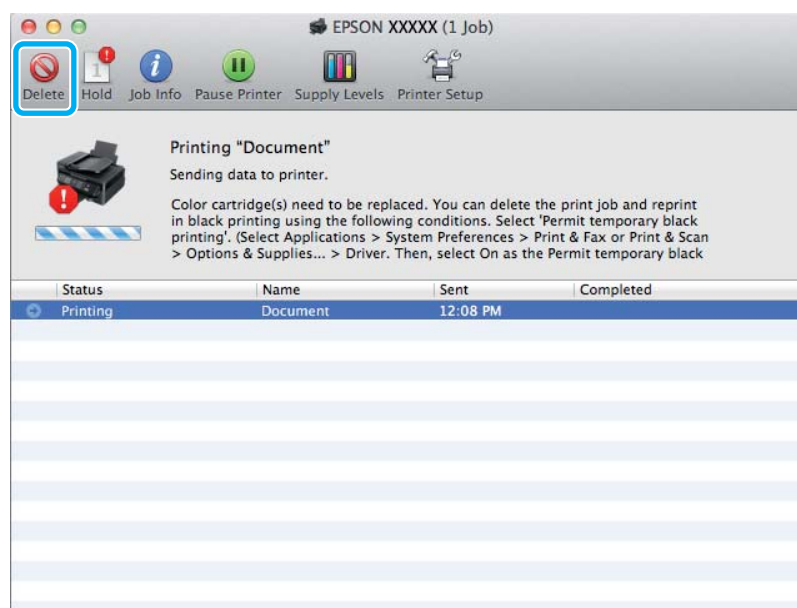 EPSON XXXXX (1 Job)
1
Delete Hold Job Info Pause Printer Supply Levels Printer Setup
Printing “Document”
Sending data to printer.
Color cartridge(s) need to be replaced. You can delete the print job and reprint
in black printing using the following conditions. Select 'Permit temporary black
printing'. (Select Applications > System Preferences > Print & Fax or Print & Scan
> Options & Supplies... > Driver. Then, select On as the Permit temporary black
Status Name Sent Completed
Printing Document 12:08 PM